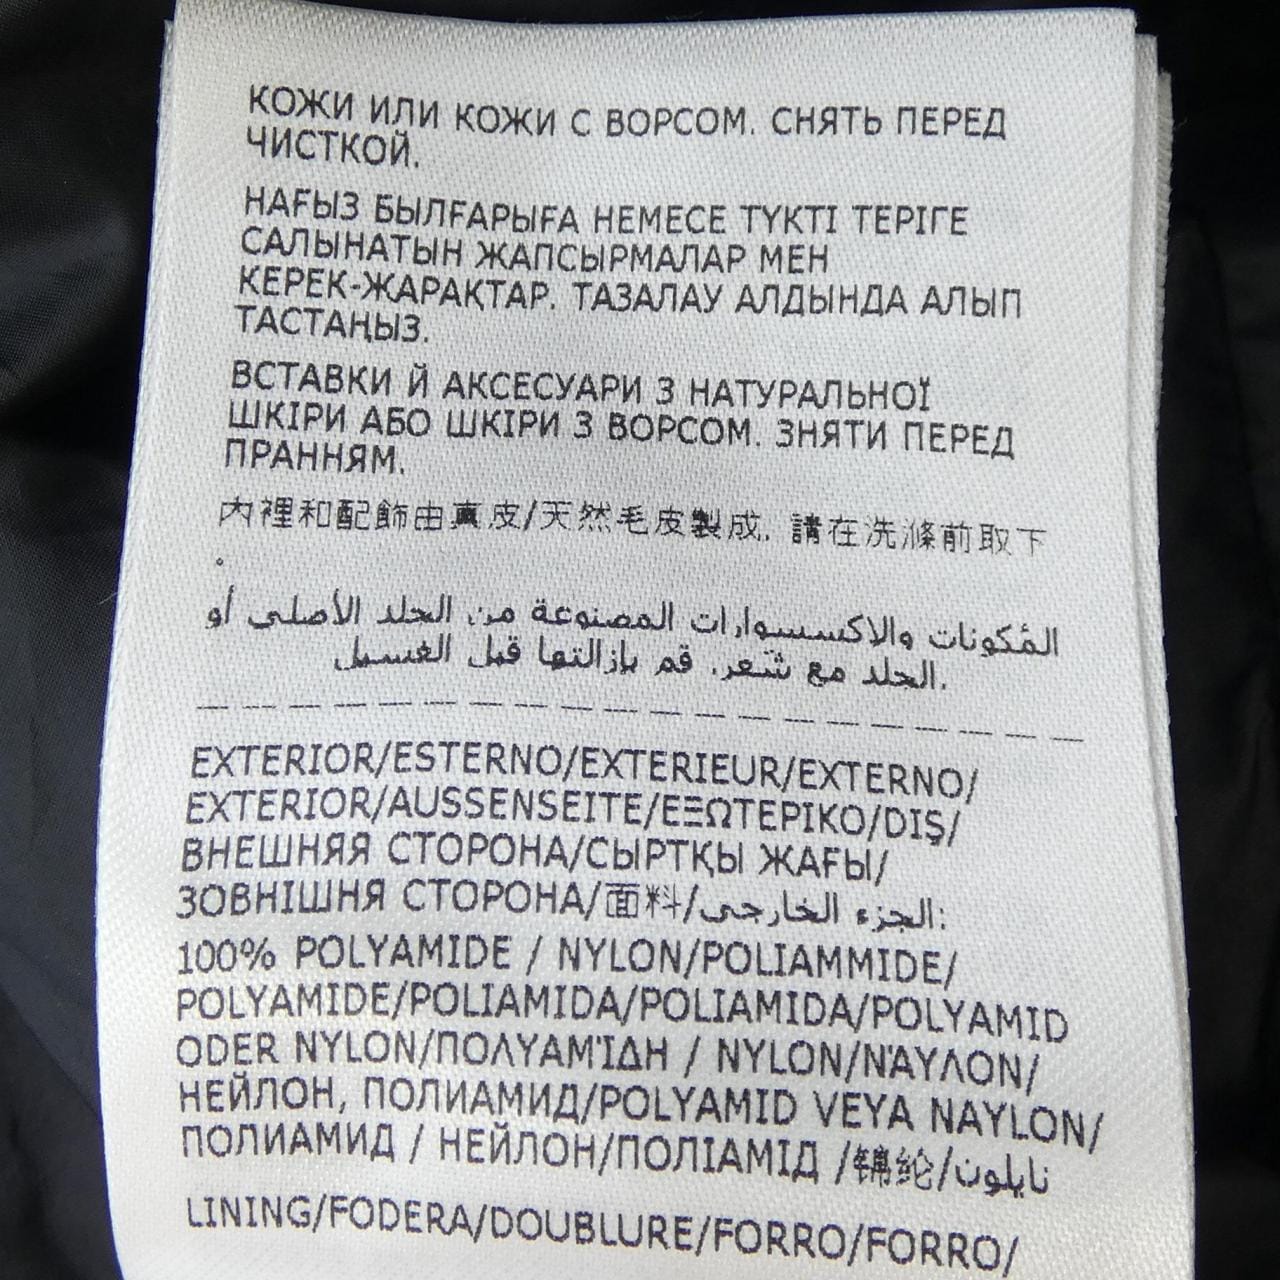 КОЖИ ИЛИ КОЖИ С ВОРСОМ. СНЯТЬ ПЕРЕД
ЧИСТКОЙ.
НАҒЫЗ БЫЛҒАРЫҒА НЕМЕСЕ ТҮКТІ ТЕРІГЕ
САЛЫНАТЫН ЖАПСЫРМАЛАР МЕН
КЕРЕК-ЖАРАҚТАР. ТАЗАЛАУ АЛДЫНДА АЛЫП
ТАСТАҢЫЗ.
ВСТАВКИ Й АКСЕСУАРИ З НАТУРАЛЬНОЇ
ШКІРИ АБО ШКІРИ З ВОРСОМ. ЗНЯТИ ПЕРЕД
ПРАННЯМ.
內裡和配飾由真皮/天然毛皮製成. 請在洗滌前取下
。
المُكونات والاكسسوارات المصنوعة من الجلد الأصلي أو
الجلد مع شعر. قم بإزالتها قبل الغسيل.
EXTERIOR/ESTERNO/EXTERIEUR/EXTERNO/
EXTERIOR/AUSSENSEITE/ΕΞΩΤΕΡΙΚΟ/DIŞ/
ВНЕШНЯЯ СТОРОНА/СЫРТҚЫ ЖАҒЫ/
ЗОВНІШНЯ СТОРОНА/面料/الجزء الخارجي:
100% POLYAMIDE / NYLON/POLIAMMIDE/
POLYAMIDE/POLIAMIDA/POLIAMIDA/POLYAMID
ODER NYLON/ΠΟΛΥΑΜΊΔΗ / NYLON/ΝΆΥΛΟΝ/
НЕЙЛОН, ПОЛИАМИД/POLYAMID VEYA NAYLON/
ПОЛИАМИД / НЕЙЛОН/ПОЛІАМІД /锦纶/نايلون
LINING/FODERA/DOUBLURE/FORRO/FORRO/